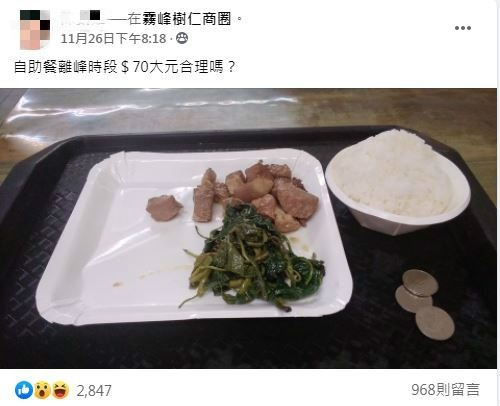 ——在霧峰樹仁商圈。
11月26日下午8:18 ·
自助餐離峰時段＄70大元合理嗎？
2,847
968則留言